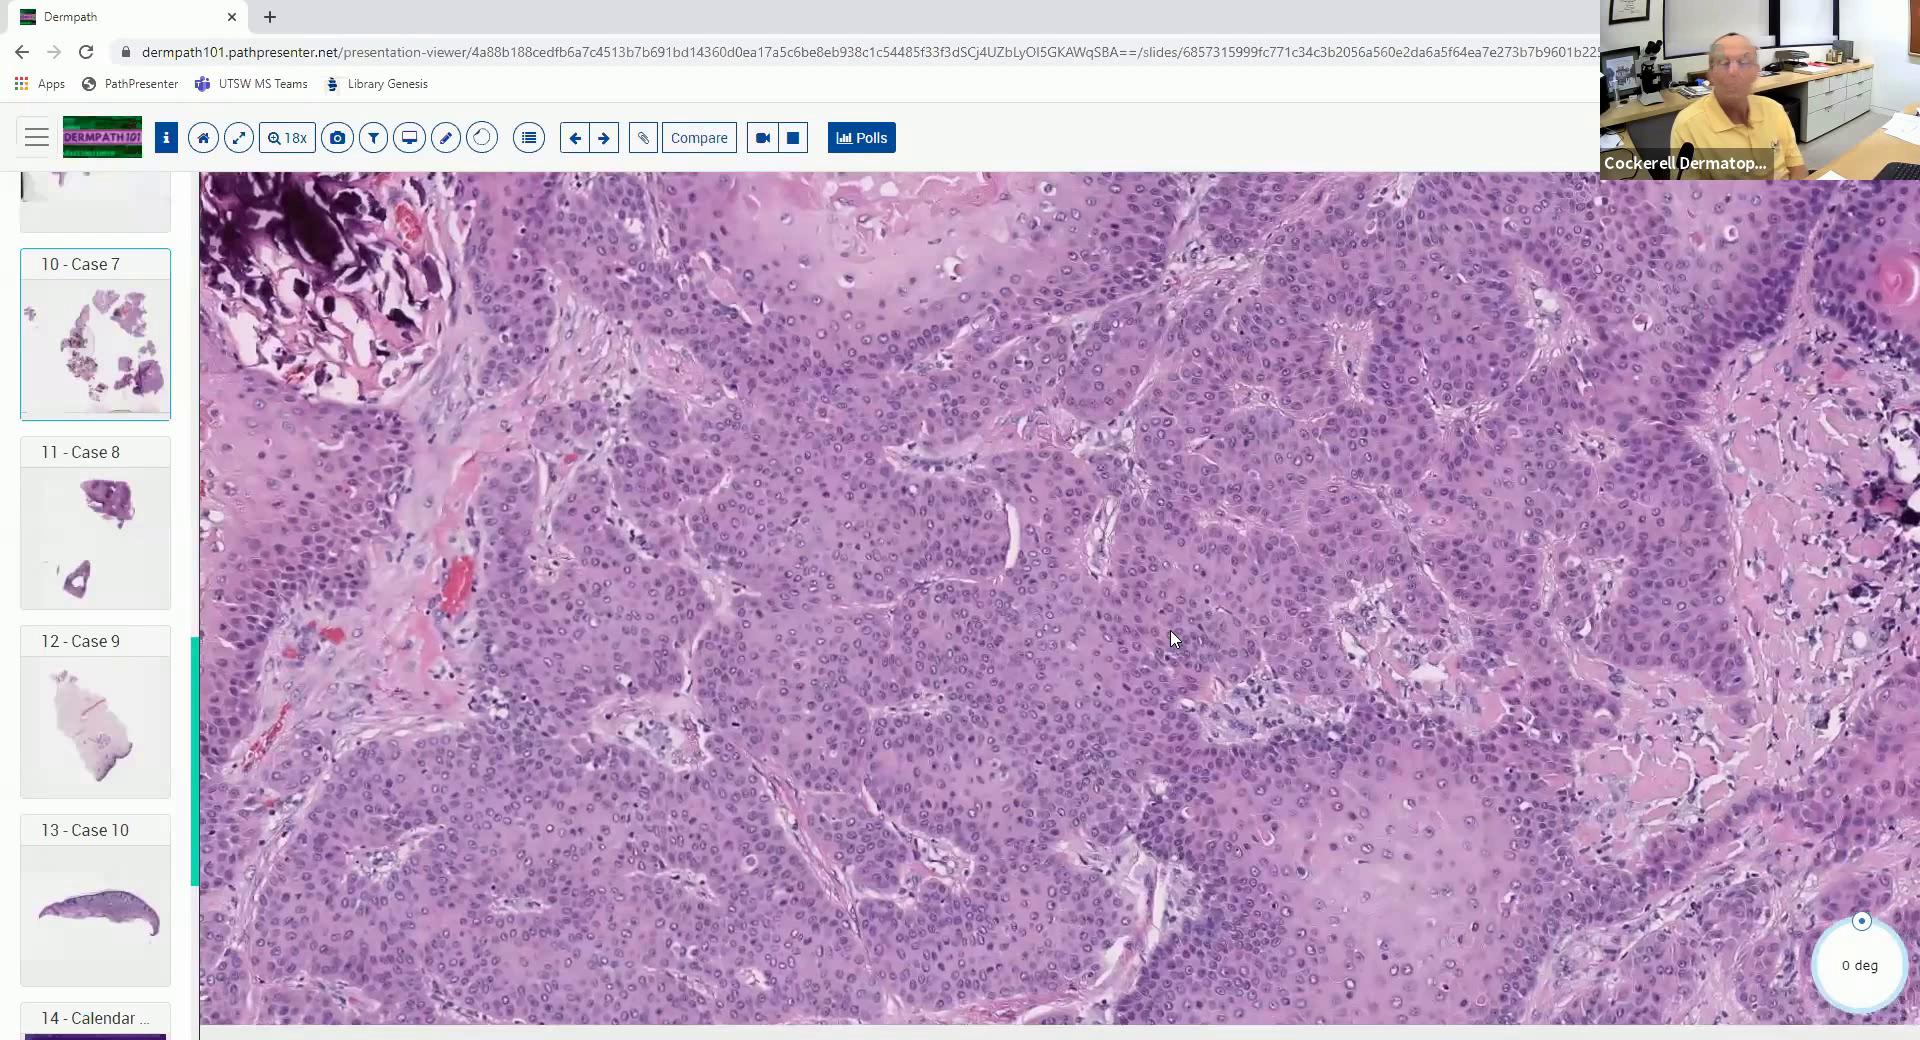 Dermpath
dermpath101.pathpresenter.net/presentation-viewer/4a88b188cedfb6a7c4513b7b691bd14360d0ea17a5c6be8eb938c1c54485f33f3dSCj4UZbLyOI5GKAWqSBA==/slides/6857315999fc771c34c3b2056a560e2da6a5f64ea7e273b7b9601b225
Apps PathPresenter UTSW MS Teams Library Genesis
DERMPATH 101 18x Compare Polls
Cockerell Dermatop...
10 - Case 7
11 - Case 8
12 - Case 9
13 - Case 10
14 - Calendar ...
0 deg